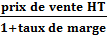 prix de vente HT
1+taux de marge